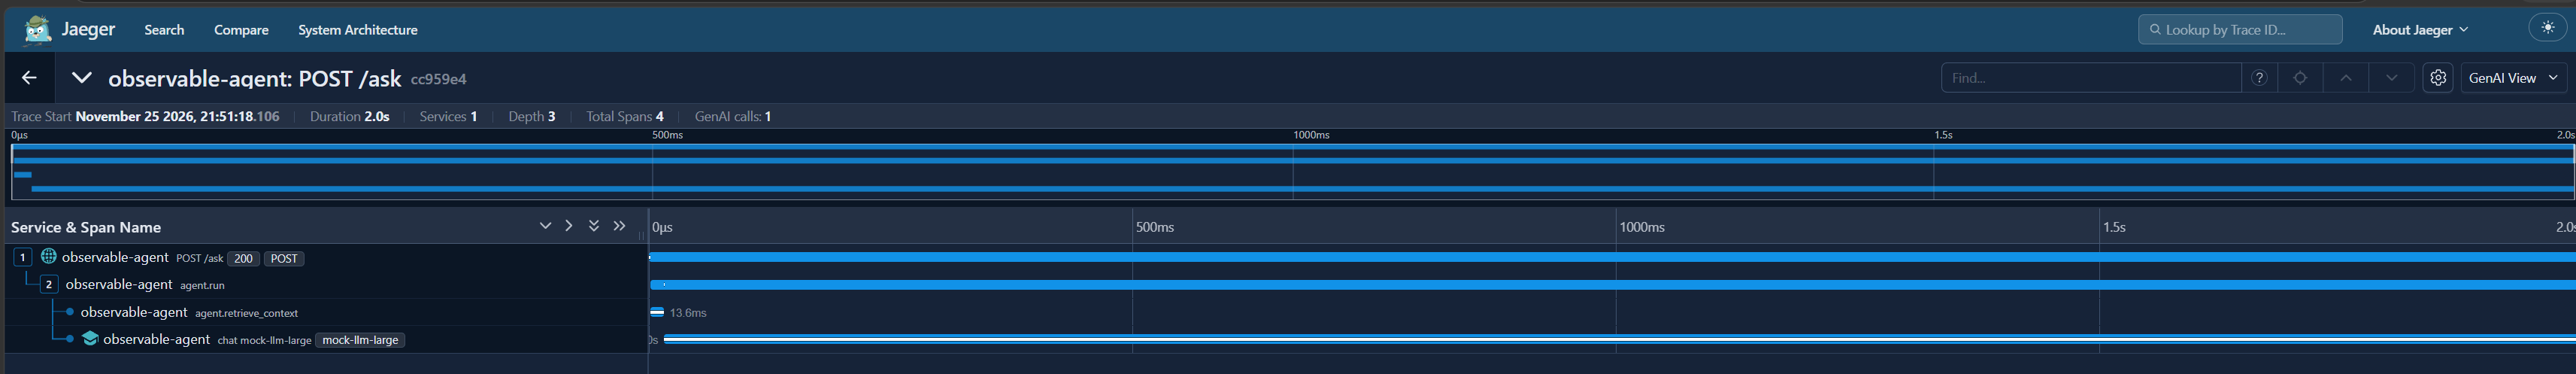 Jaeger Search Compare System Architecture Lookup by Trace ID... About Jaeger
observable-agent: POST /ask cc959e4 Find... ? GenAI View
Trace Start November 25 2026, 21:51:18.106 Duration 2.0s Services 1 Depth 3 Total Spans 4 GenAI calls: 1
0μs 500ms 1000ms 1.5s 2.0s
Service & Span Name 0μs 500ms 1000ms 1.5s 2.0s
1 observable-agent POST /ask 200 POST
2 observable-agent agent.run
observable-agent agent.retrieve_context 13.6ms
observable-agent chat mock-llm-large mock-llm-large